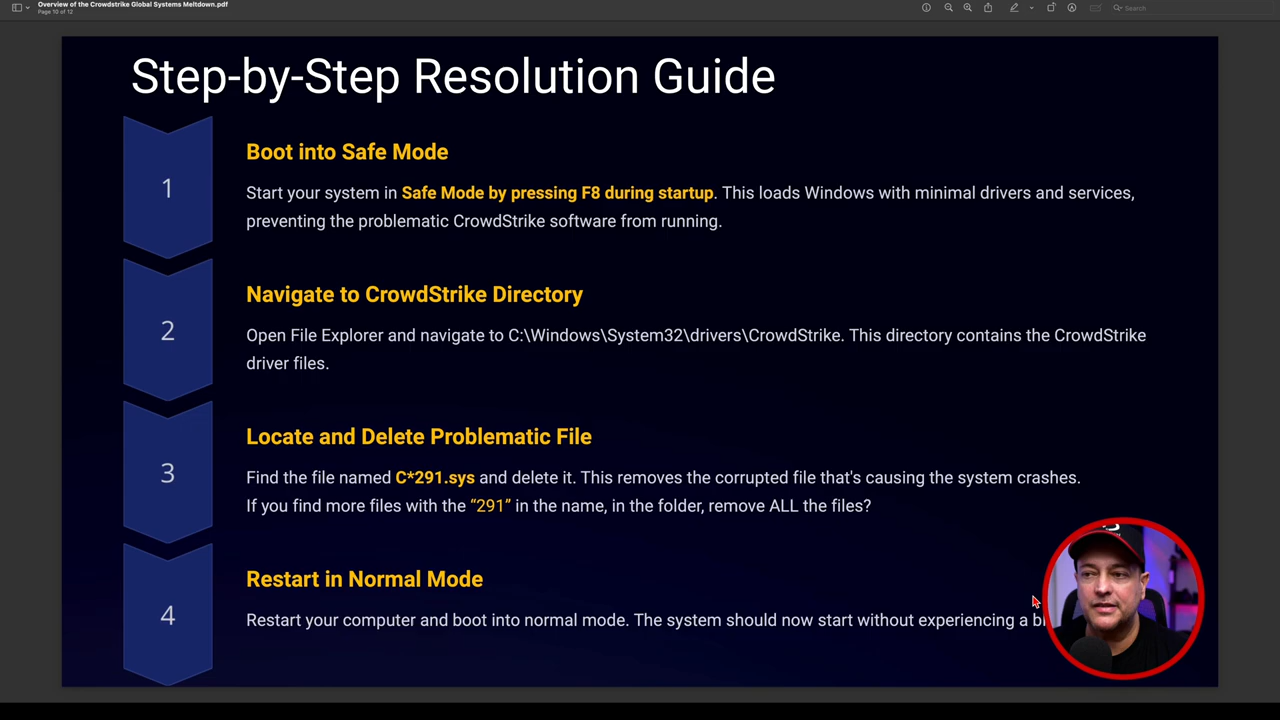 Overview of the Crowdstrike Global Systems Meltdown.pdf
Page 10 of 12
Search
Step-by-Step Resolution Guide
1
Boot into Safe Mode
Start your system in Safe Mode by pressing F8 during startup. This loads Windows with minimal drivers and services,
preventing the problematic CrowdStrike software from running.
2
Navigate to CrowdStrike Directory
Open File Explorer and navigate to C:\Windows\System32\drivers\CrowdStrike. This directory contains the CrowdStrike
driver files.
3
Locate and Delete Problematic File
Find the file named C*291.sys and delete it. This removes the corrupted file that's causing the system crashes.
If you find more files with the “291” in the name, in the folder, remove ALL the files?
4
Restart in Normal Mode
Restart your computer and boot into normal mode. The system should now start without experiencing a